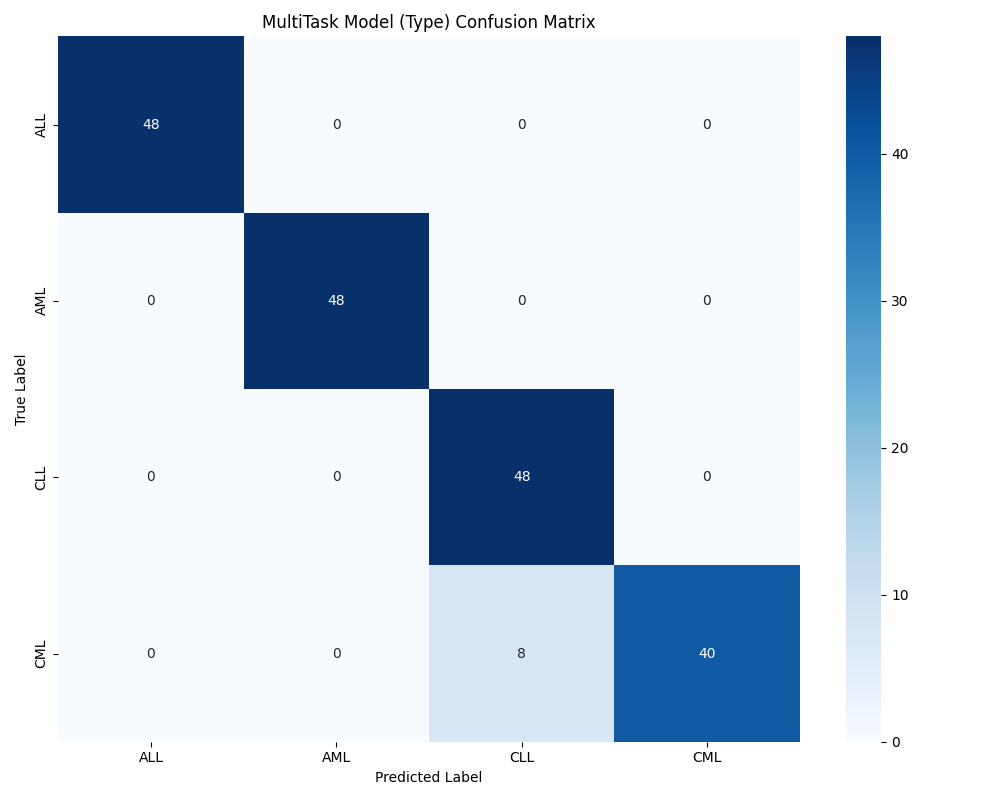 MultiTask Model (Type) Confusion Matrix
True Label
ALL 48 0 0 0
AML 0 48 0 0
CLL 0 0 48 0
CML 0 0 8 40
ALL AML CLL CML
Predicted Label
40
30
20
10
0